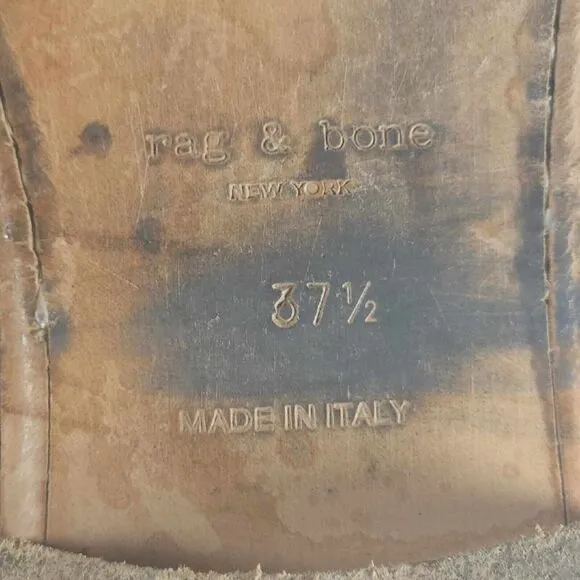 rag & bone
NEW YORK
37½
MADE IN ITALY